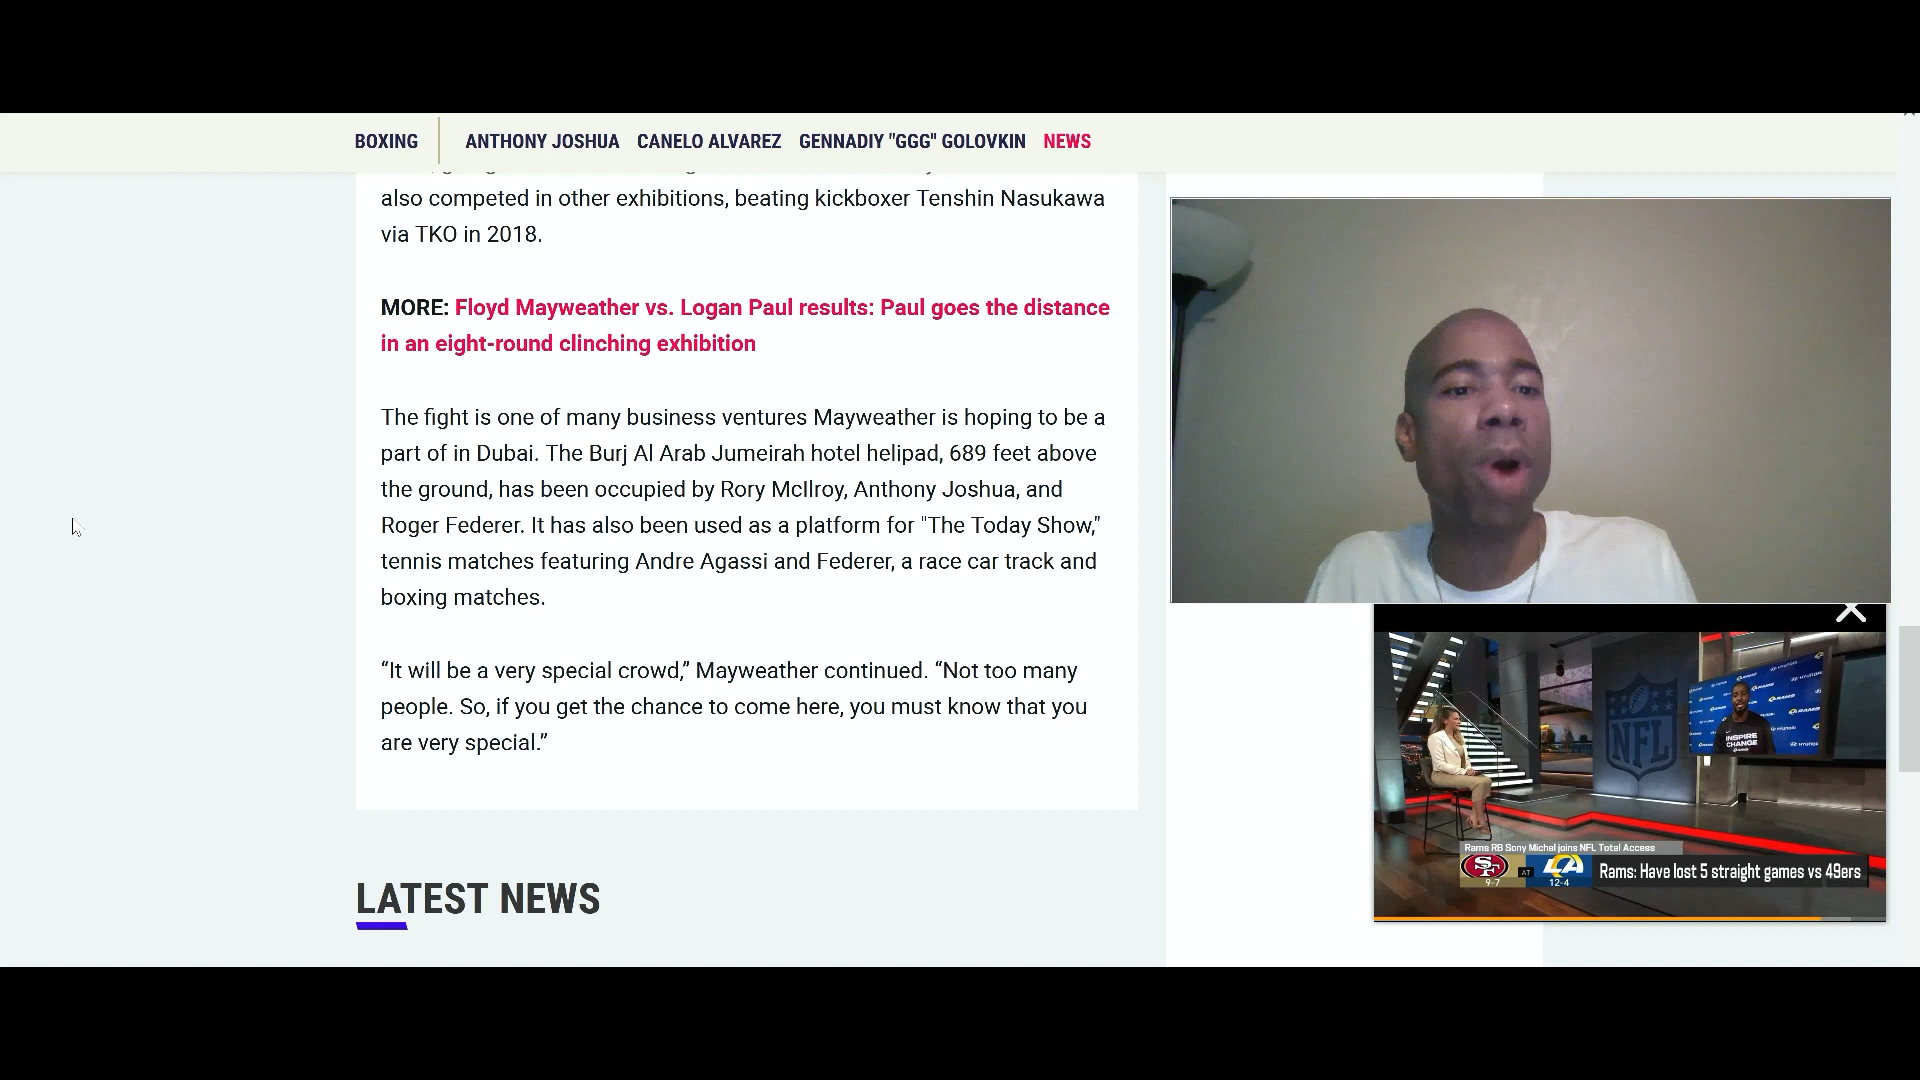 BOXING
ANTHONY JOSHUA CANELO ALVAREZ GENNADIY "GGG" GOLOVKIN NEWS
also competed in other exhibitions, beating kickboxer Tenshin Nasukawa
via TKO in 2018.
MORE: Floyd Mayweather vs. Logan Paul results: Paul goes the distance
in an eight-round clinching exhibition
The fight is one of many business ventures Mayweather is hoping to be a
part of in Dubai. The Burj Al Arab Jumeirah hotel helipad, 689 feet above
the ground, has been occupied by Rory McIlroy, Anthony Joshua, and
Roger Federer. It has also been used as a platform for "The Today Show,"
tennis matches featuring Andre Agassi and Federer, a race car track and
boxing matches.
“It will be a very special crowd,” Mayweather continued. “Not too many
people. So, if you get the chance to come here, you must know that you
are very special.”
LATEST NEWS
NFL
RAMS
INSPIRE
CHANGE
Rams RB Sony Michel joins NFL Total Access
SF
9-7
AT
LA
12-4
Rams: Have lost 5 straight games vs 49ers